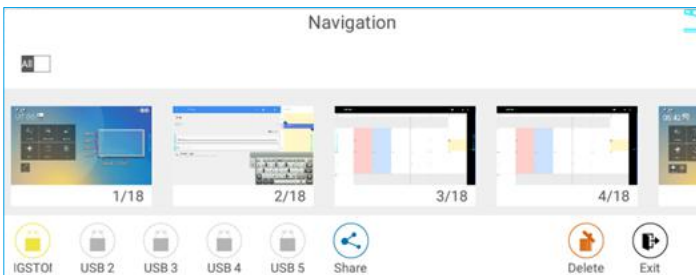 Navigation
All
1/18 2/18 3/18 4/18
IGSTOI USB 2 USB 3 USB 4 USB 5 Share Delete Exit